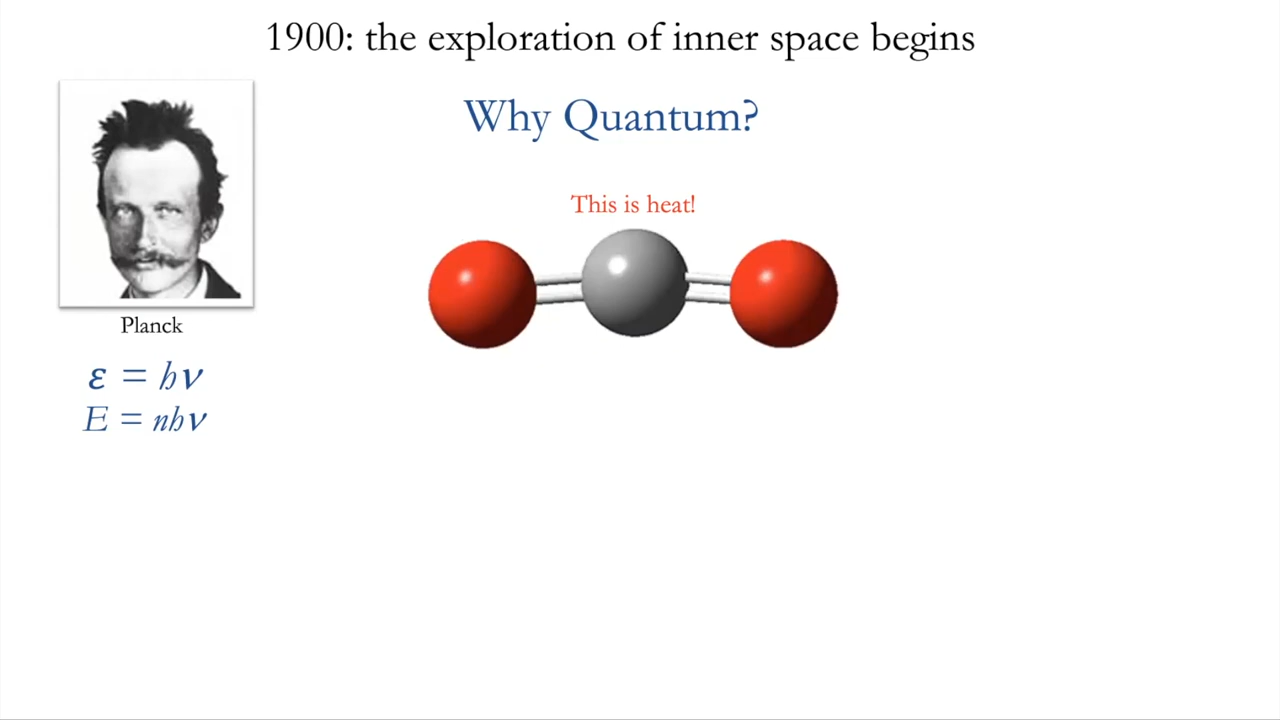 1900: the exploration of inner space begins
Why Quantum?
This is heat!
Planck
ε = hν
E = nhν